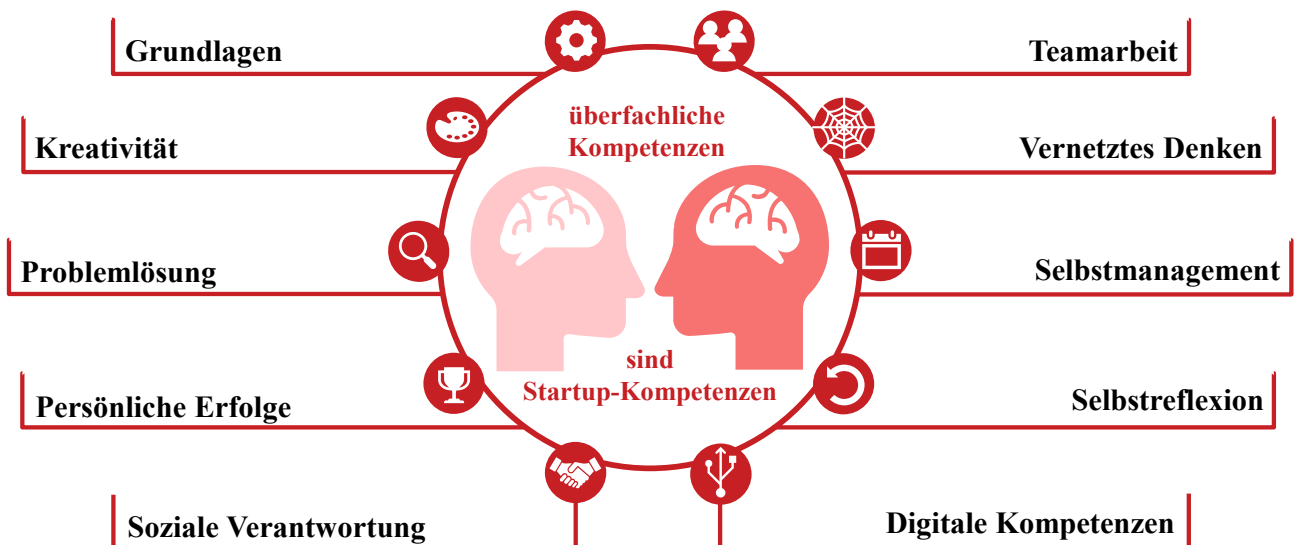 Grundlagen
Teamarbeit
überfachliche
Kompetenzen
Kreativität
Vernetztes Denken
Problemlösung
Selbstmanagement
sind
Startup-Kompetenzen
Persönliche Erfolge
Selbstreflexion
Soziale Verantwortung
Digitale Kompetenzen